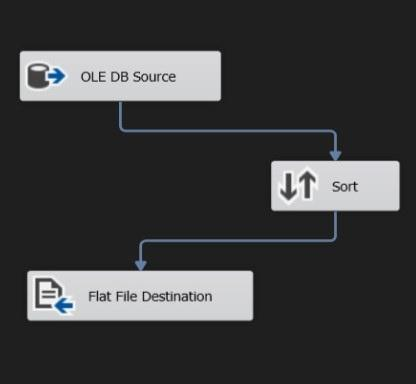 OLE DB Source
Sort
Flat File Destination